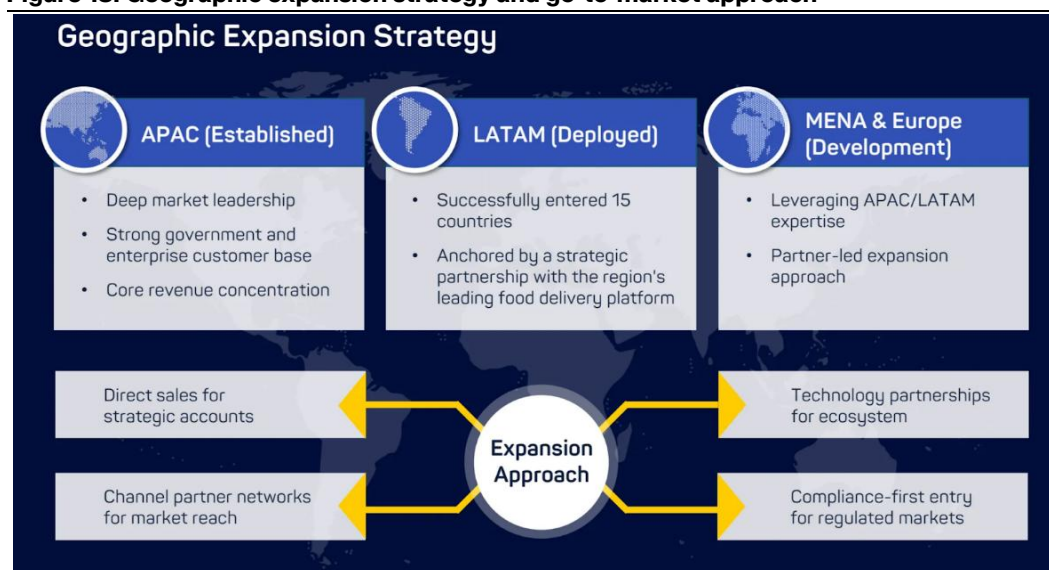 Geographic Expansion Strategy
APAC (Established)
• Deep market leadership
• Strong government and
enterprise customer base
• Core revenue concentration
LATAM (Deployed)
• Successfully entered 15
countries
• Anchored by a strategic
partnership with the region's
leading food delivery platform
MENA & Europe
(Development)
• Leveraging APAC/LATAM
expertise
• Partner-led expansion
approach
Direct sales for
strategic accounts
Channel partner networks
for market reach
Expansion
Approach
Technology partnerships
for ecosystem
Compliance-first entry
for regulated markets